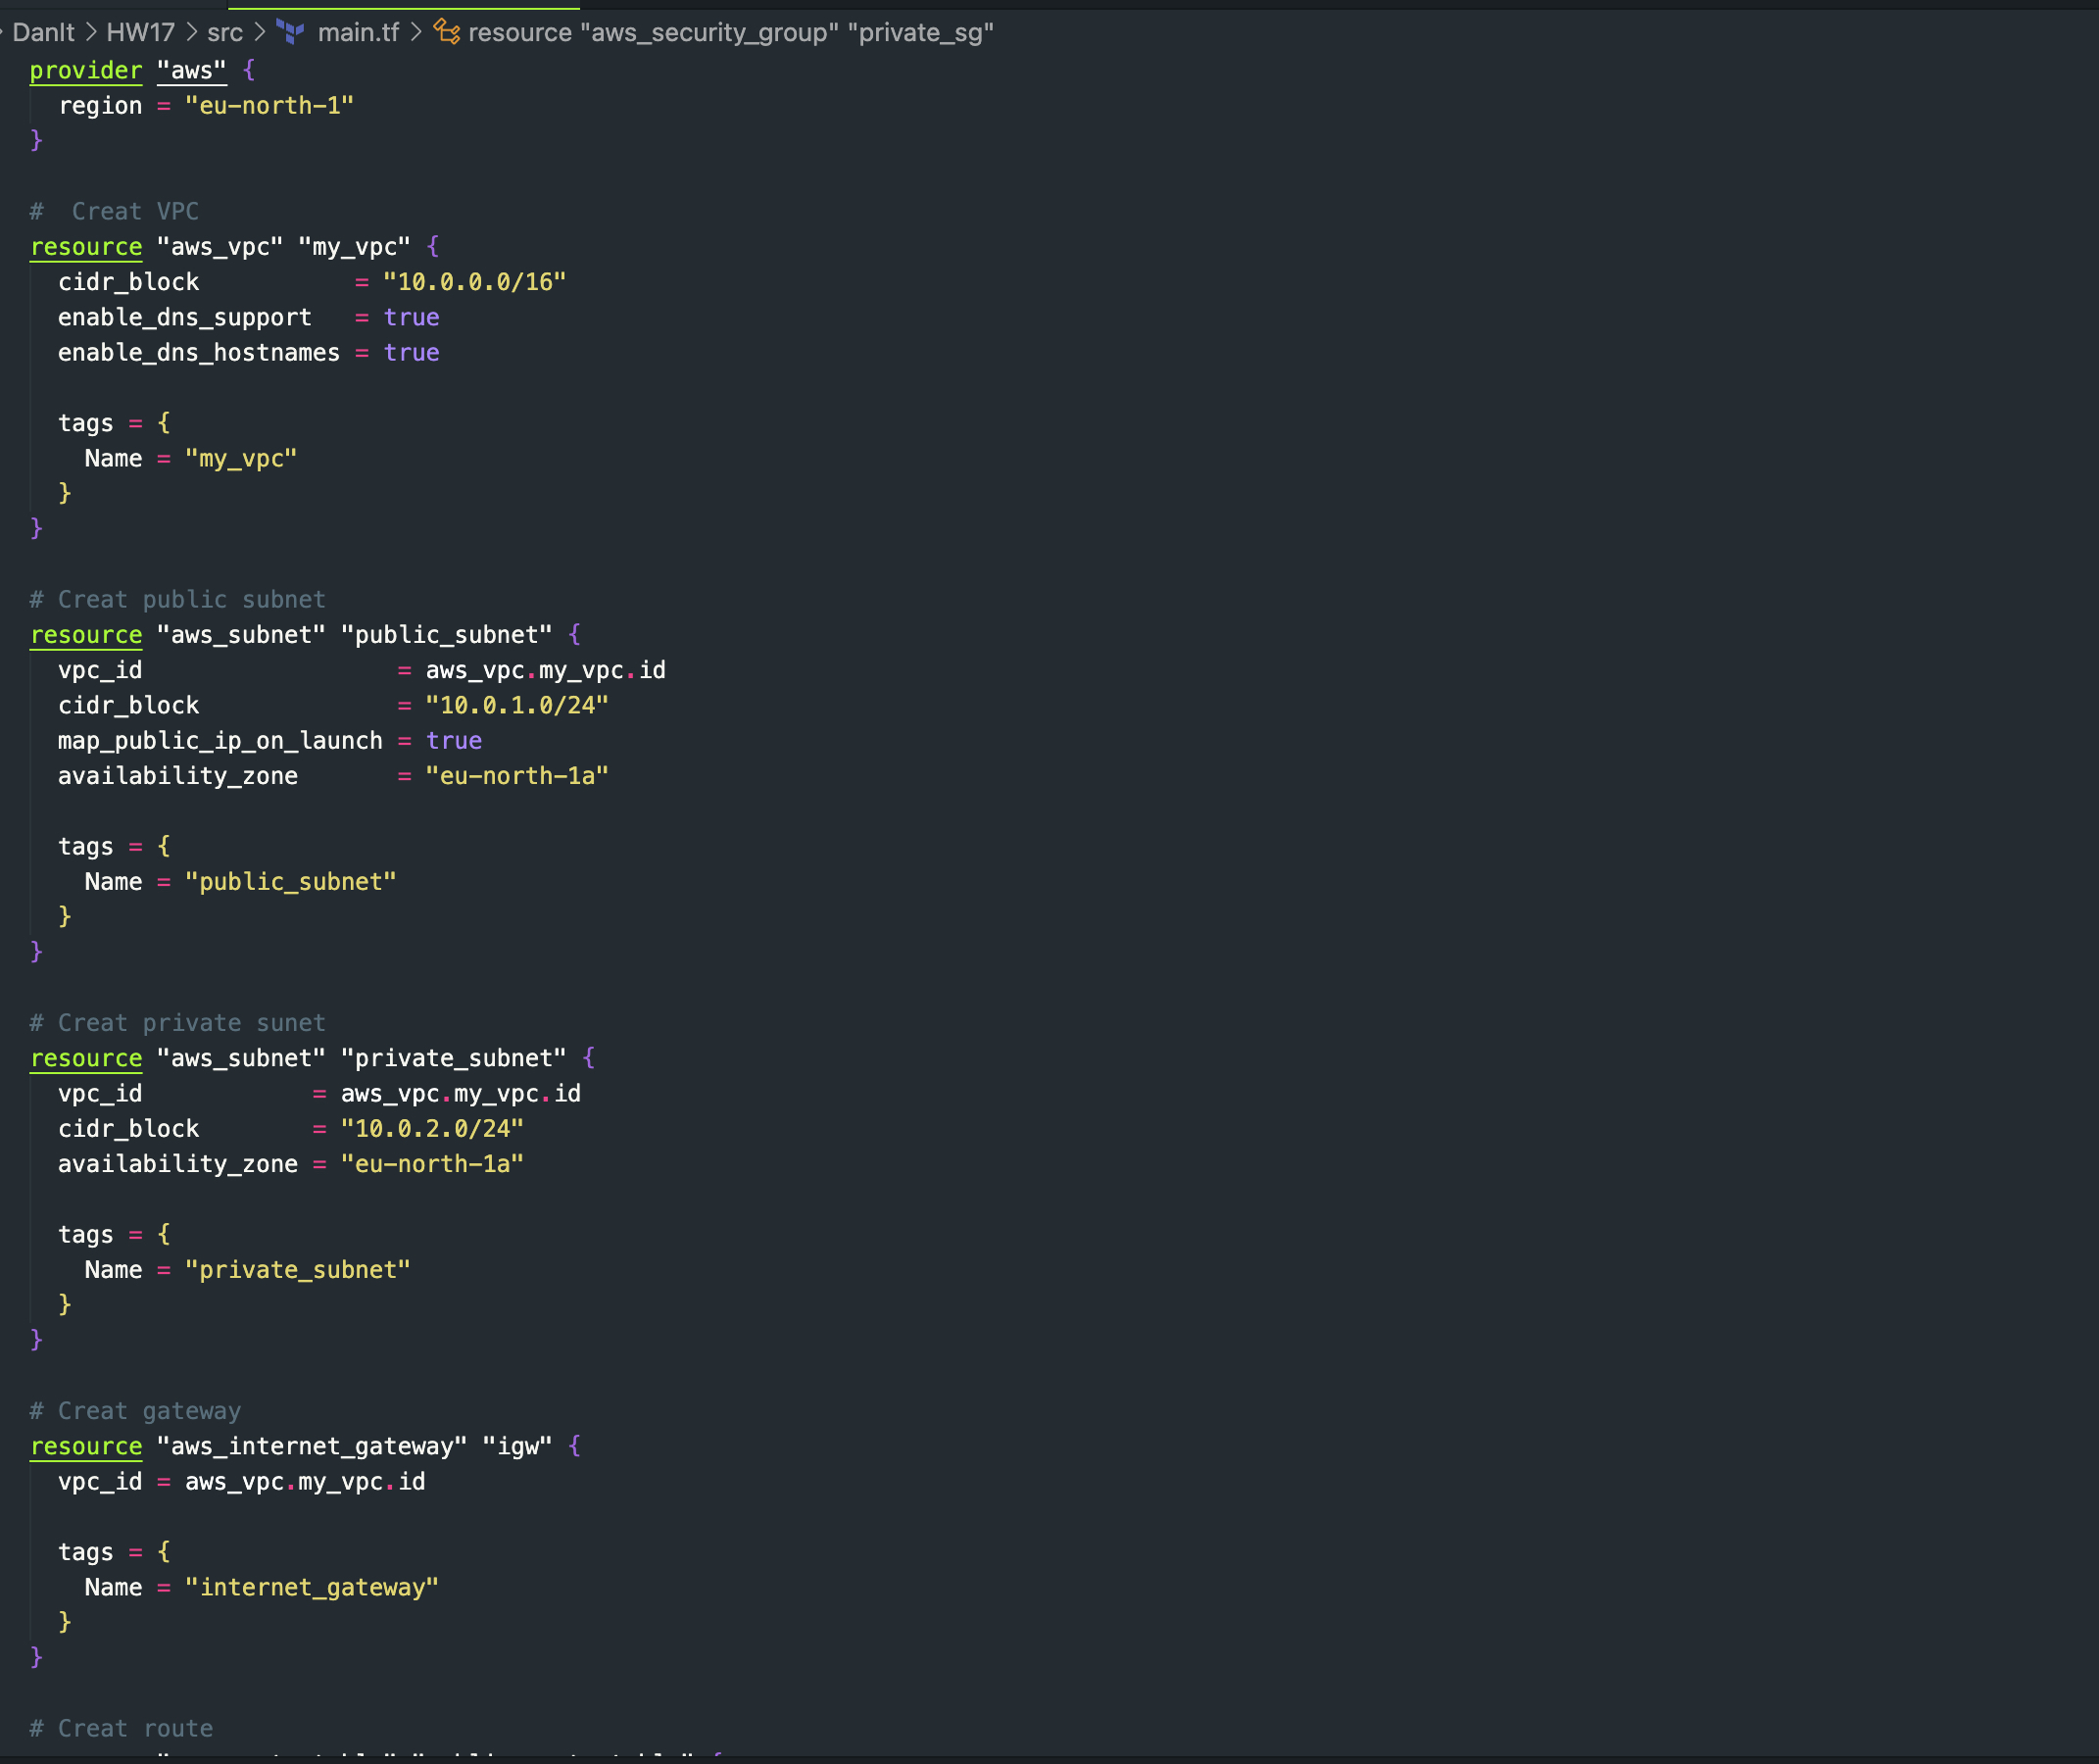 DanIt > HW17 > src > main.tf > resource "aws_security_group" "private_sg"
provider "aws" {
  region = "eu-north-1"
}

#  Creat VPC
resource "aws_vpc" "my_vpc" {
  cidr_block           = "10.0.0.0/16"
  enable_dns_support   = true
  enable_dns_hostnames = true

  tags = {
    Name = "my_vpc"
  }
}

# Creat public subnet
resource "aws_subnet" "public_subnet" {
  vpc_id                  = aws_vpc.my_vpc.id
  cidr_block              = "10.0.1.0/24"
  map_public_ip_on_launch = true
  availability_zone       = "eu-north-1a"

  tags = {
    Name = "public_subnet"
  }
}

# Creat private sunet
resource "aws_subnet" "private_subnet" {
  vpc_id            = aws_vpc.my_vpc.id
  cidr_block        = "10.0.2.0/24"
  availability_zone = "eu-north-1a"

  tags = {
    Name = "private_subnet"
  }
}

# Creat gateway
resource "aws_internet_gateway" "igw" {
  vpc_id = aws_vpc.my_vpc.id

  tags = {
    Name = "internet_gateway"
  }
}

# Creat route